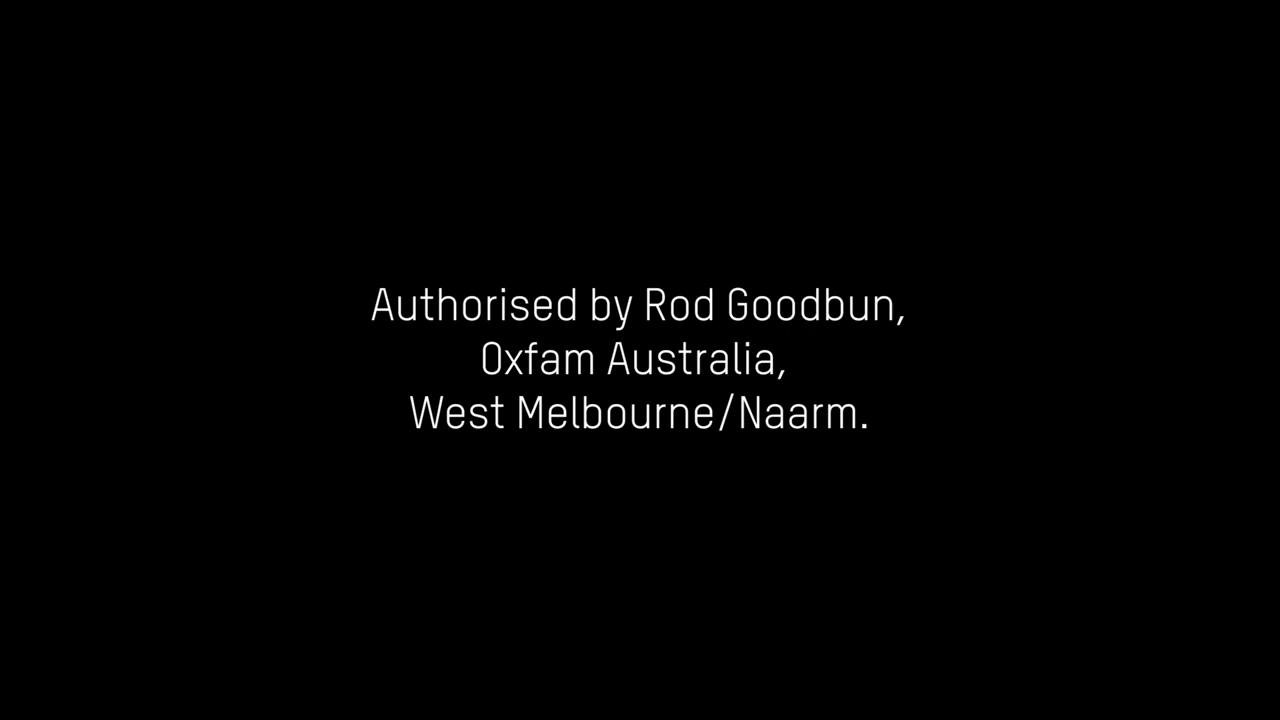 Authorised by Rod Goodbun,
Oxfam Australia,
West Melbourne/Naarm.